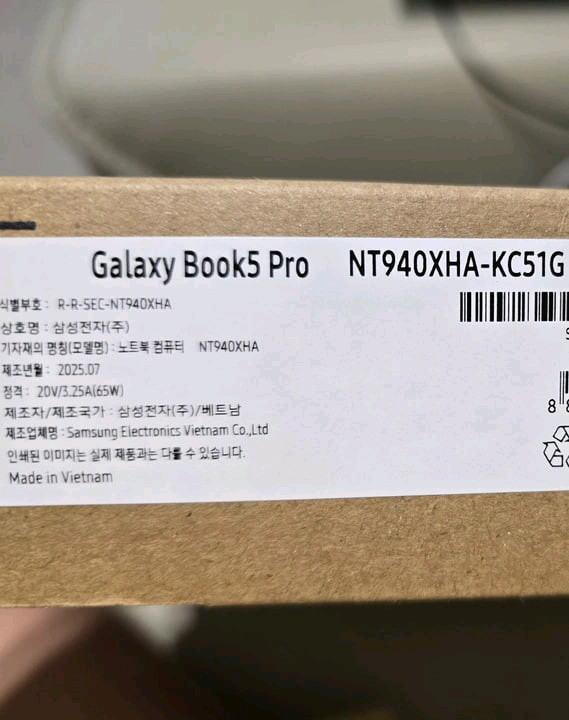 Galaxy Book5 Pro NT940XHA-KC51G
식별부호 : R-R-SEC-NT940XHA
상호명 : 삼성전자(주)
기자재의 명칭(모델명) : 노트북 컴퓨터 NT940XHA
제조년월 : 2025.07
정격 : 20V/3.25A(65W)
제조자/제조국가 : 삼성전자(주)/베트남
제조업체명 : Samsung Electronics Vietnam Co.,Ltd
인쇄된 이미지는 실제 제품과는 다를 수 있습니다.
Made in Vietnam
8